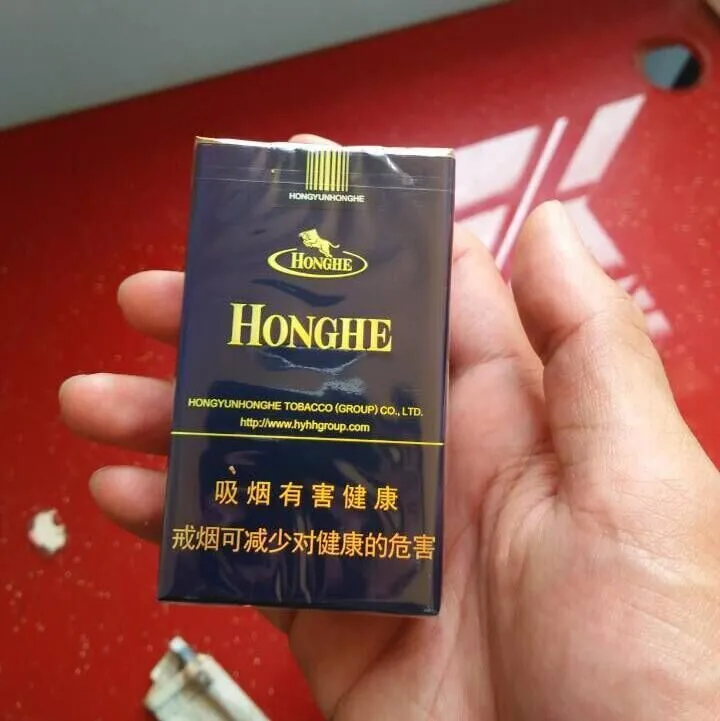 HONGYUNHONGHE
HONGHE
HONGHE
HONGYUNHONGHE TOBACCO (GROUP) CO., LTD.
http://www.hyhhgroup.com
吸烟有害健康
戒烟可减少对健康的危害